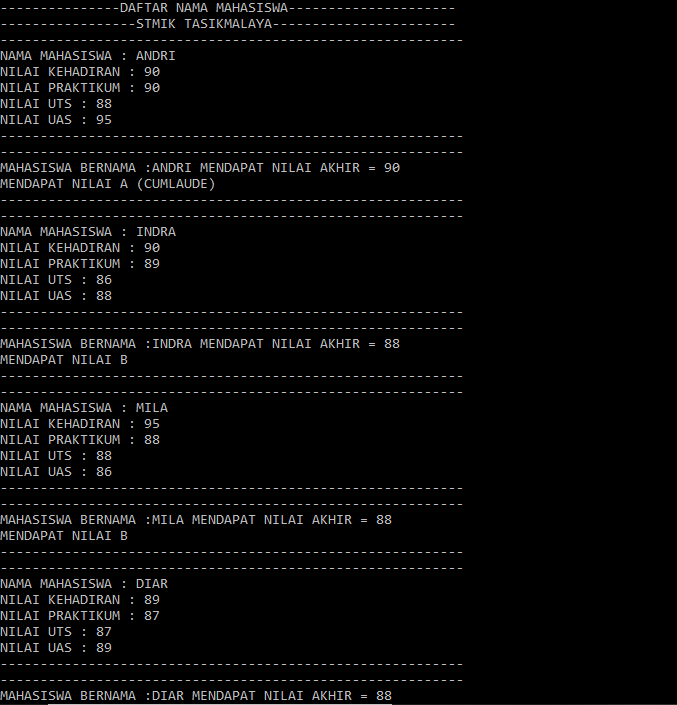 ---------------DAFTAR NAMA MAHASISWA---------------------
-----------------STMIK TASIKMALAYA-----------------------
----------------------------------------------------------
NAMA MAHASISWA : ANDRI
NILAI KEHADIRAN : 90
NILAI PRAKTIKUM : 90
NILAI UTS : 88
NILAI UAS : 95
----------------------------------------------------------
----------------------------------------------------------
MAHASISWA BERNAMA :ANDRI MENDAPAT NILAI AKHIR = 90
MENDAPAT NILAI A (CUMLAUDE)
----------------------------------------------------------
----------------------------------------------------------
NAMA MAHASISWA : INDRA
NILAI KEHADIRAN : 90
NILAI PRAKTIKUM : 89
NILAI UTS : 86
NILAI UAS : 88
----------------------------------------------------------
----------------------------------------------------------
MAHASISWA BERNAMA :INDRA MENDAPAT NILAI AKHIR = 88
MENDAPAT NILAI B
----------------------------------------------------------
----------------------------------------------------------
NAMA MAHASISWA : MILA
NILAI KEHADIRAN : 95
NILAI PRAKTIKUM : 88
NILAI UTS : 88
NILAI UAS : 86
----------------------------------------------------------
----------------------------------------------------------
MAHASISWA BERNAMA :MILA MENDAPAT NILAI AKHIR = 88
MENDAPAT NILAI B
----------------------------------------------------------
----------------------------------------------------------
NAMA MAHASISWA : DIAR
NILAI KEHADIRAN : 89
NILAI PRAKTIKUM : 87
NILAI UTS : 87
NILAI UAS : 89
----------------------------------------------------------
----------------------------------------------------------
MAHASISWA BERNAMA :DIAR MENDAPAT NILAI AKHIR = 88